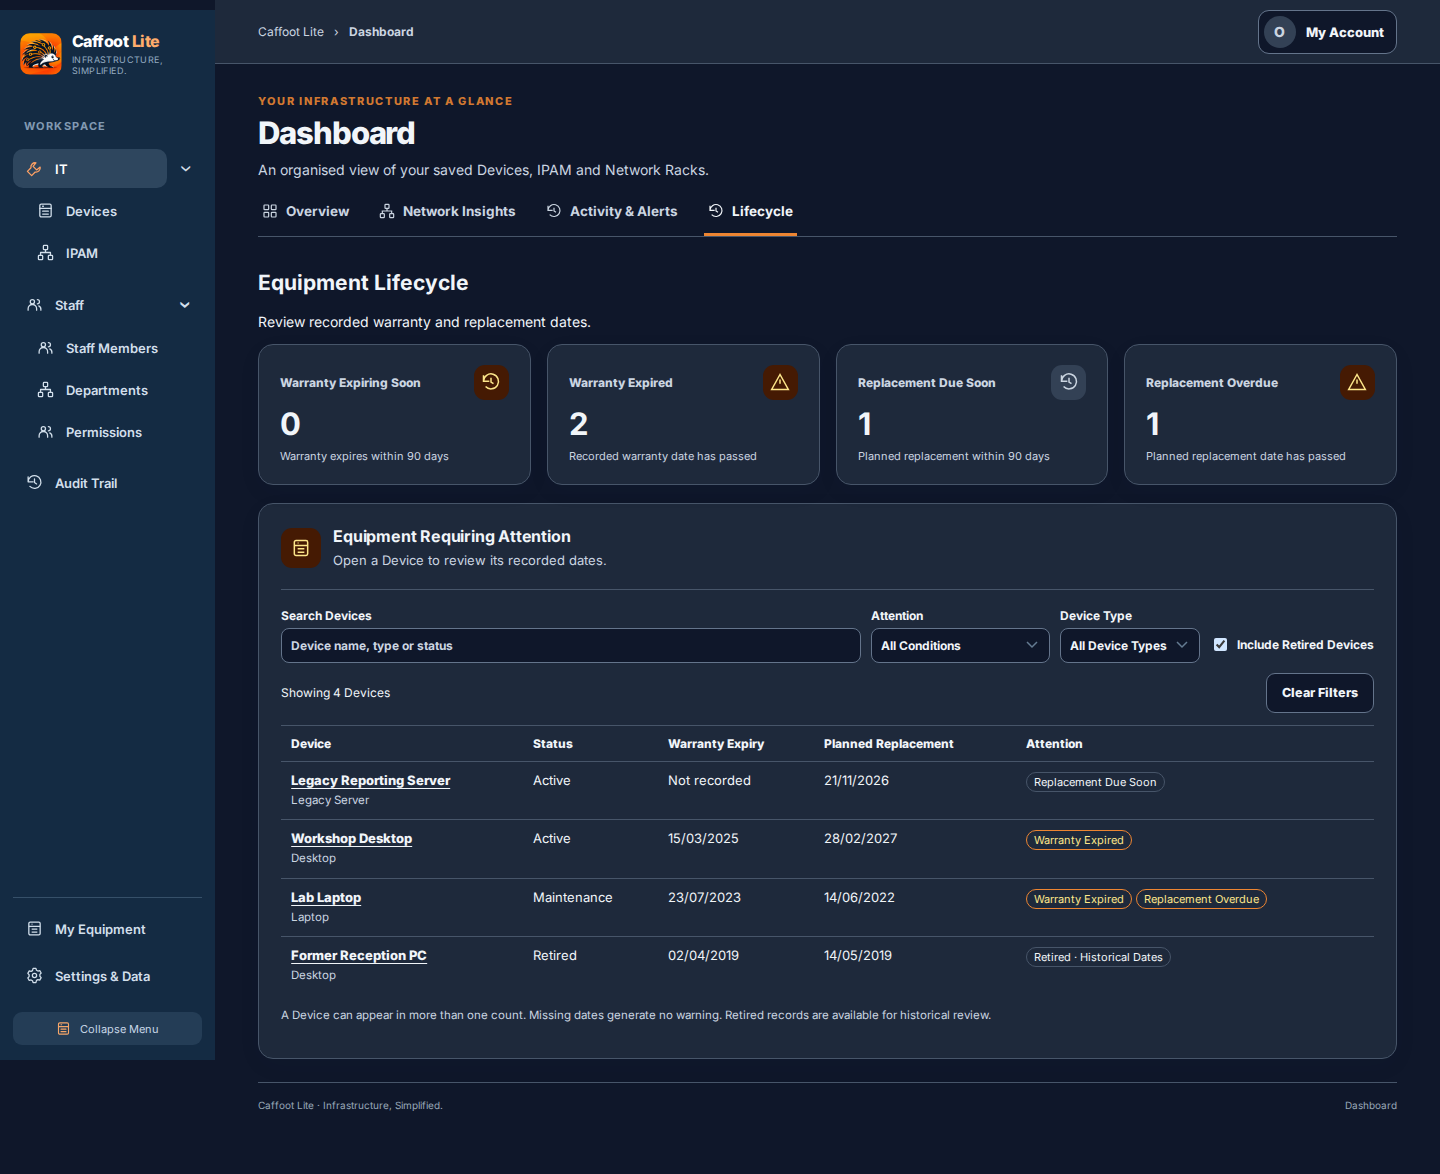 Caffoot Lite
INFRASTRUCTURE,
SIMPLIFIED.
WORKSPACE
IT
Devices
IPAM
Staff
Staff Members
Departments
Permissions
Audit Trail
My Equipment
Settings & Data
Collapse Menu
Caffoot Lite › Dashboard
O My Account
YOUR INFRASTRUCTURE AT A GLANCE
Dashboard
An organised view of your saved Devices, IPAM and Network Racks.
Overview Network Insights Activity & Alerts Lifecycle
Equipment Lifecycle
Review recorded warranty and replacement dates.
Warranty Expiring Soon
0
Warranty expires within 90 days
Warranty Expired
2
Recorded warranty date has passed
Replacement Due Soon
1
Planned replacement within 90 days
Replacement Overdue
1
Planned replacement date has passed
Equipment Requiring Attention
Open a Device to review its recorded dates.
Search Devices Attention Device Type
Device name, type or status All Conditions All Device Types Include Retired Devices
Showing 4 Devices Clear Filters
Device Status Warranty Expiry Planned Replacement Attention
Legacy Reporting Server Active Not recorded 21/11/2026 Replacement Due Soon
Legacy Server
Workshop Desktop Active 15/03/2025 28/02/2027 Warranty Expired
Desktop
Lab Laptop Maintenance 23/07/2023 14/06/2022 Warranty Expired Replacement Overdue
Laptop
Former Reception PC Retired 02/04/2019 14/05/2019 Retired · Historical Dates
Desktop
A Device can appear in more than one count. Missing dates generate no warning. Retired records are available for historical review.
Caffoot Lite · Infrastructure, Simplified. Dashboard